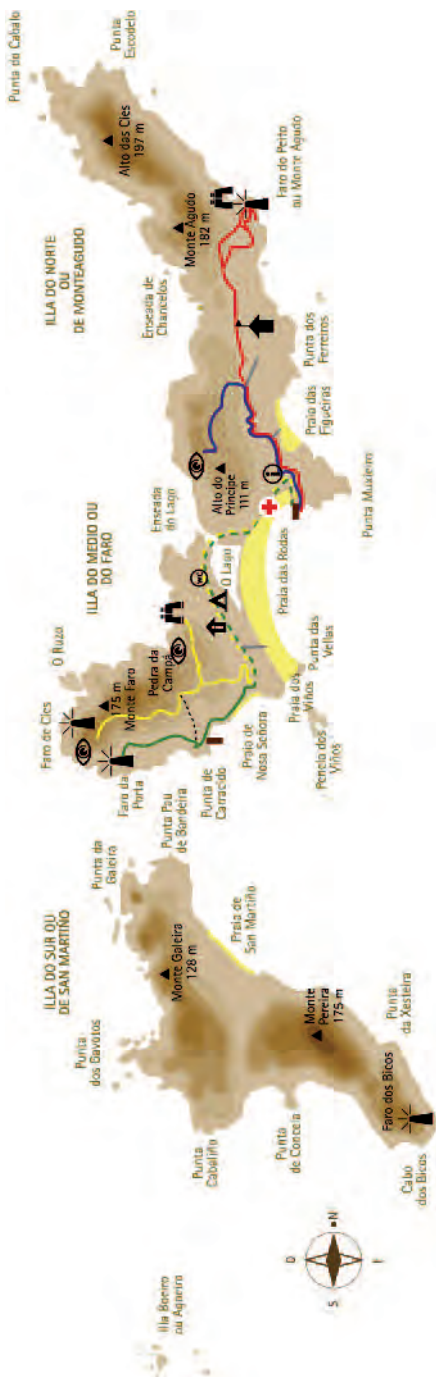 Punta do Cabalo
Punta
Escodelo
Alto das Cíes
197 m
ILLA DO NORTE
OU
DE MONTEAGUDO
Monte Agudo
182 m
Faro do Peito
ou Monte Agudo
Enseada de
Chancelos
Punta dos
Ferreiros
Praia das
Figueiras
Enseada
do Lago
Alto do
Príncipe
111 m
i
Punta Muxieiro
ILLA DO MEDIO OU
DO FARO
WC
O Lago
Praia das Rodas
O Ruzo
Pedra da
Campá
i
Punta das
Vellas
Praia dos
Viños
Faro de Cíes
175 m
Monte Faro
Praia de
Nosa Señora
Penela dos
Viños
Faro da
Porta
Punta Pau
de Bandeira
Punta de
Carracido
Punta da
Galeira
ILLA DO SUR OU
DE SAN MARTIÑO
Monte Galeira
128 m
Praia de
San Martiño
Punta
dos Gavotos
Monte
Pereira
175 m
Punta
da Xesteira
Punta
Cabaliño
Punta
de Concela
Faro dos Bicos
Cabo
dos Bicos
Illa Boeiro
ou Agoeiro
O
N
S